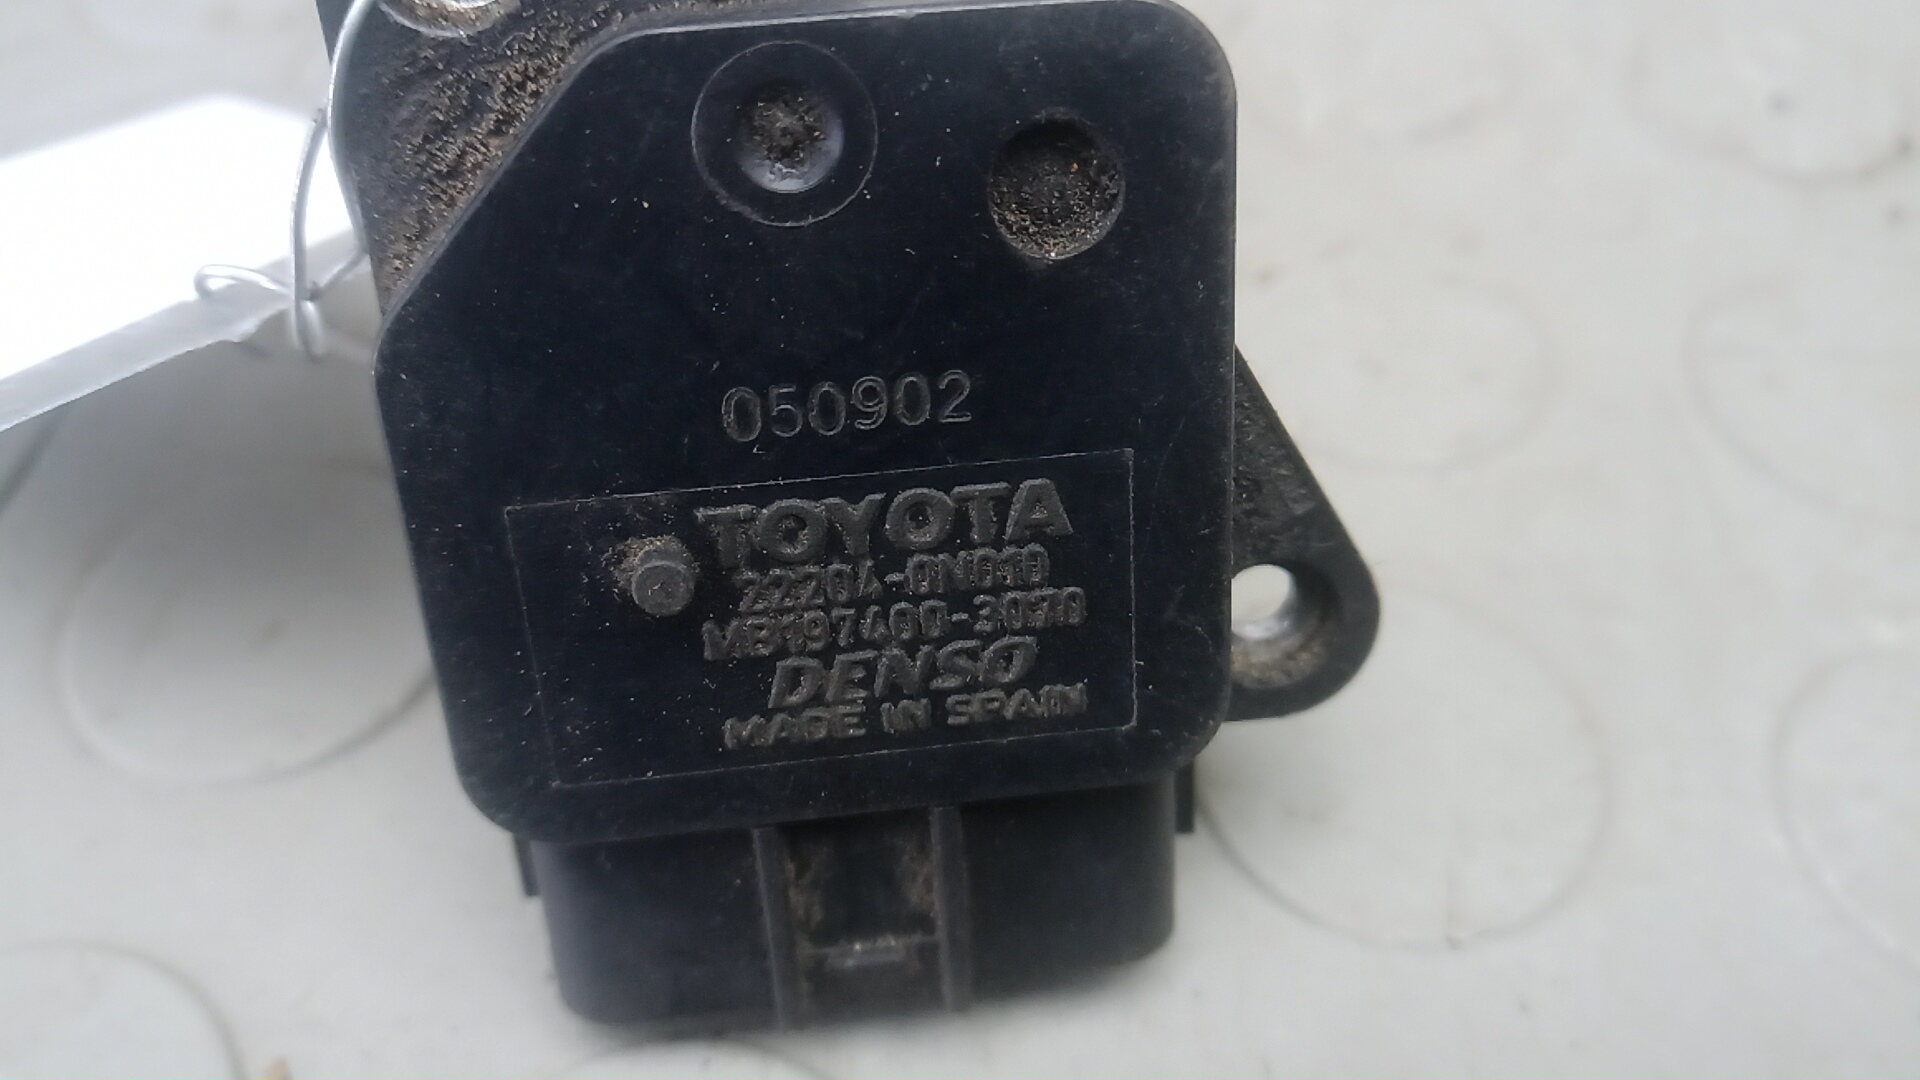 050902
TOYOTA
22204-0N010
MB197400-3070
DENSO
MADE IN SPAIN